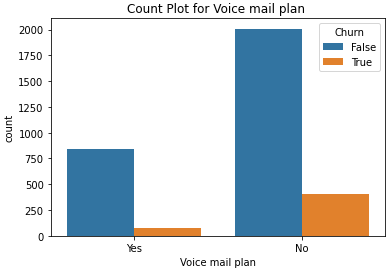 Count Plot for Voice mail plan
Churn
False
True
2000
1750
1500
1250
1000
750
500
250
0
count
Yes
No
Voice mail plan